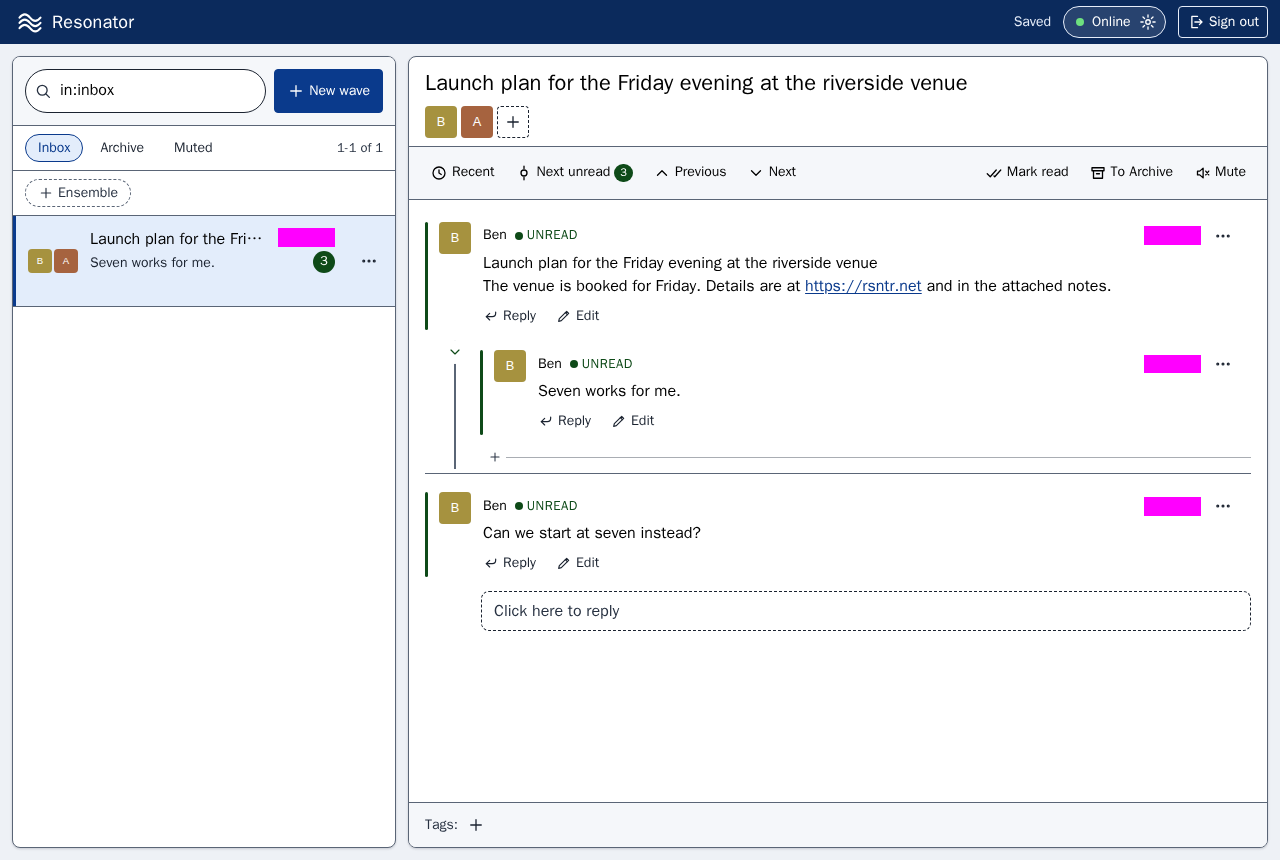 Resonator
Saved
Online
Sign out
in:inbox
New wave
Inbox
Archive
Muted
1-1 of 1
Ensemble
B
A
Launch plan for the Fri…
Seven works for me.
3
Launch plan for the Friday evening at the riverside venue
B
A
Recent
Next unread 3
Previous
Next
Mark read
To Archive
Mute
B
Ben UNREAD
Launch plan for the Friday evening at the riverside venue
The venue is booked for Friday. Details are at https://rsntr.net and in the attached notes.
Reply
Edit
B
Ben UNREAD
Seven works for me.
Reply
Edit
B
Ben UNREAD
Can we start at seven instead?
Reply
Edit
Click here to reply
Tags: